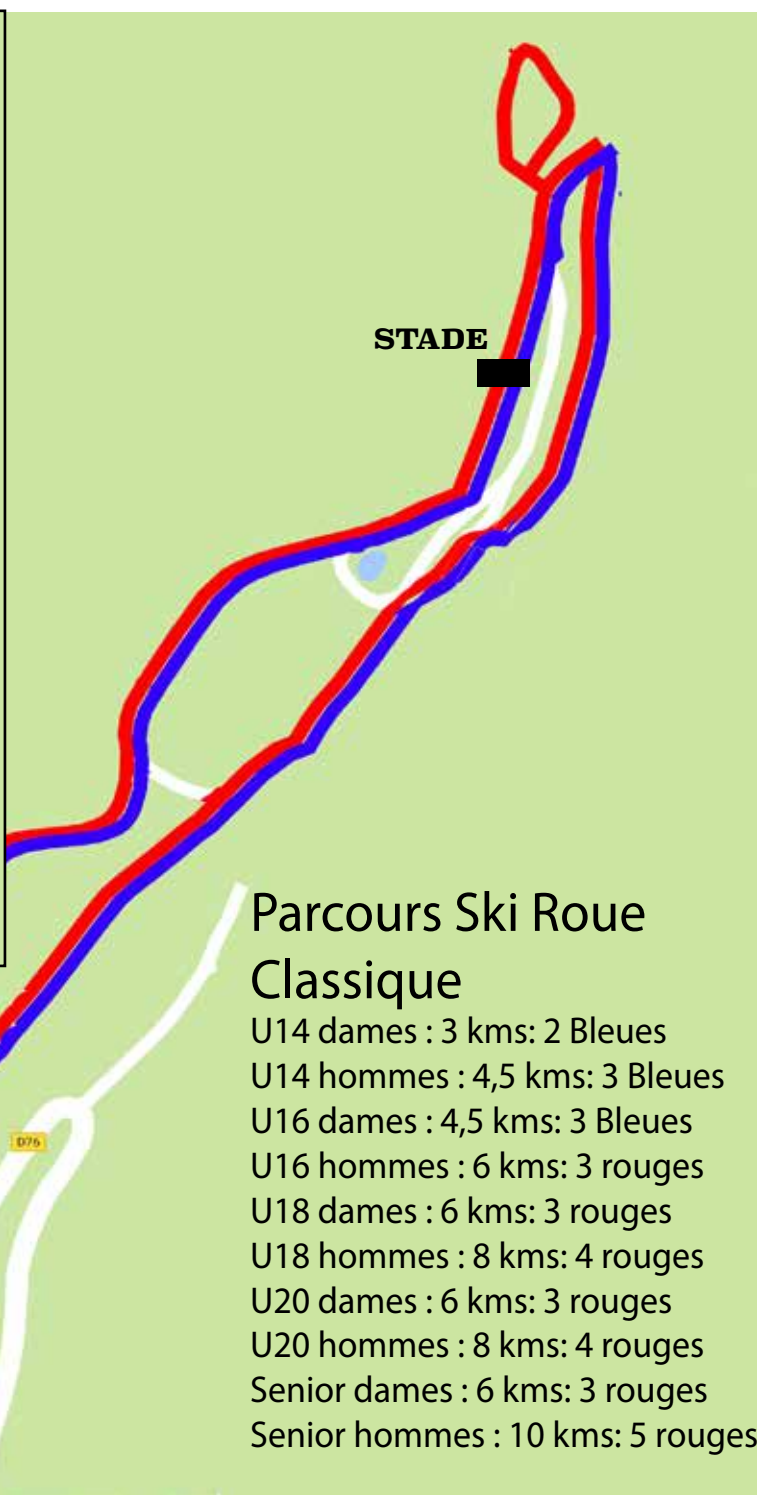 STADE
Parcours Ski Roue
Classique
U14 dames : 3 kms: 2 Bleues
U14 hommes : 4,5 kms: 3 Bleues
U16 dames : 4,5 kms: 3 Bleues
U16 hommes : 6 kms: 3 rouges
U18 dames : 6 kms: 3 rouges
D76
U18 hommes : 8 kms: 4 rouges
U20 dames : 6 kms: 3 rouges
U20 hommes : 8 kms: 4 rouges
Senior dames : 6 kms: 3 rouges
Senior hommes : 10 kms: 5 rouges